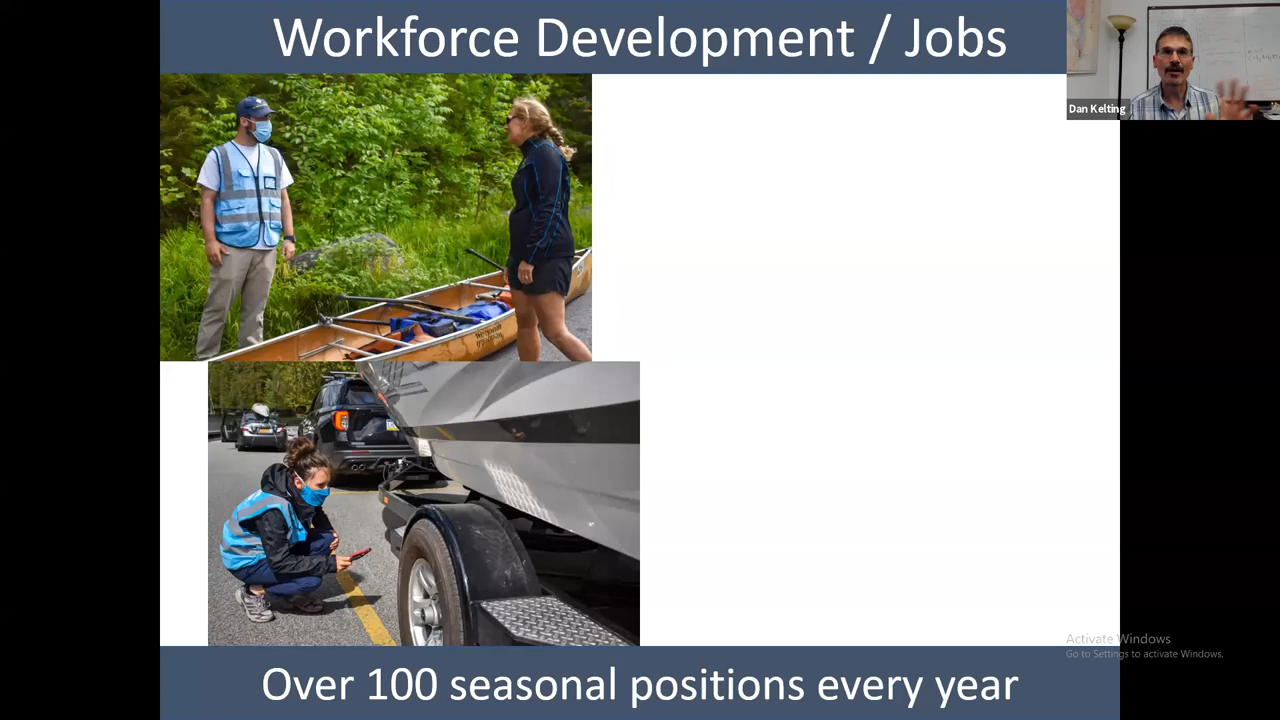 Workforce Development / Jobs
Dan Kelting
Wenonah
Activate Windows
Go to Settings to activate Windows.
Over 100 seasonal positions every year